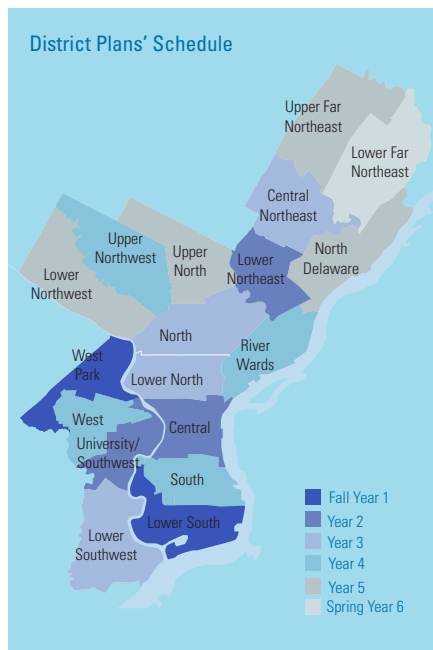 District Plans’ Schedule
Upper Far
Northeast
Lower Far
Northeast
Central
Northeast
Upper
Northwest
Upper
North
Lower
Northeast
North
Delaware
Lower
Northwest
North
River
Wards
West
Park
Lower North
West
Central
University/
Southwest
South
Lower South
Lower
Southwest
Fall Year 1
Year 2
Year 3
Year 4
Year 5
Spring Year 6